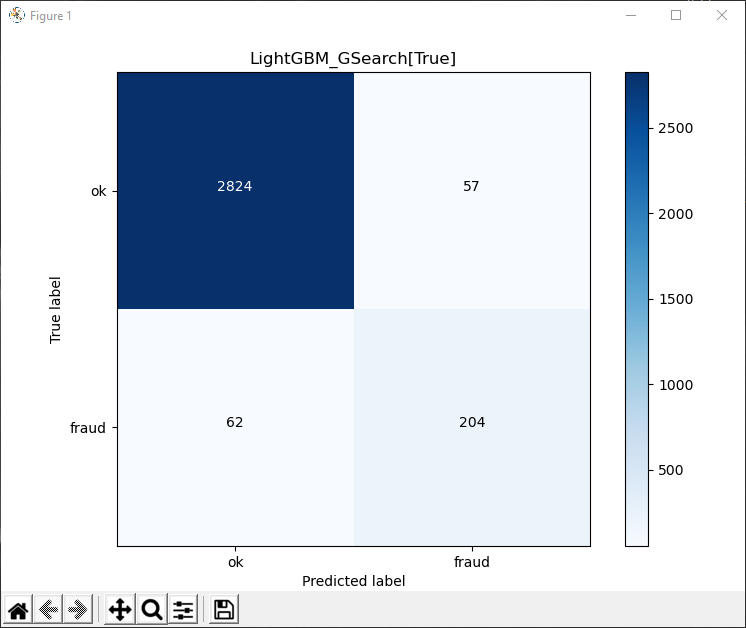 Figure 1
LightGBM_GSearch[True]
ok
2824
57
fraud
62
204
ok
fraud
True label
Predicted label
2500
2000
1500
1000
500